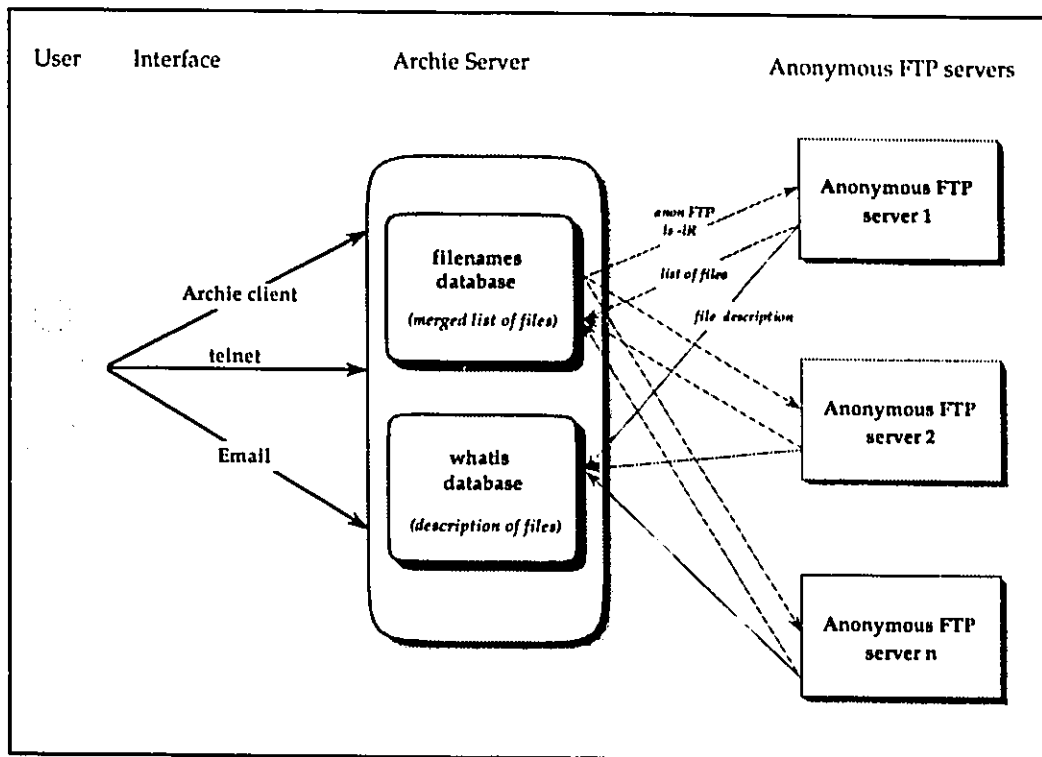 User Interface Archie Server Anonymous FTP servers
Anonymous FTP
server 1
anon FTP
ls -lR
filenames
database
list of files
Archie client
(merged list of files)
file description
telnet
Anonymous FTP
server 2
Email
whatis
database
(description of files)
Anonymous FTP
server n